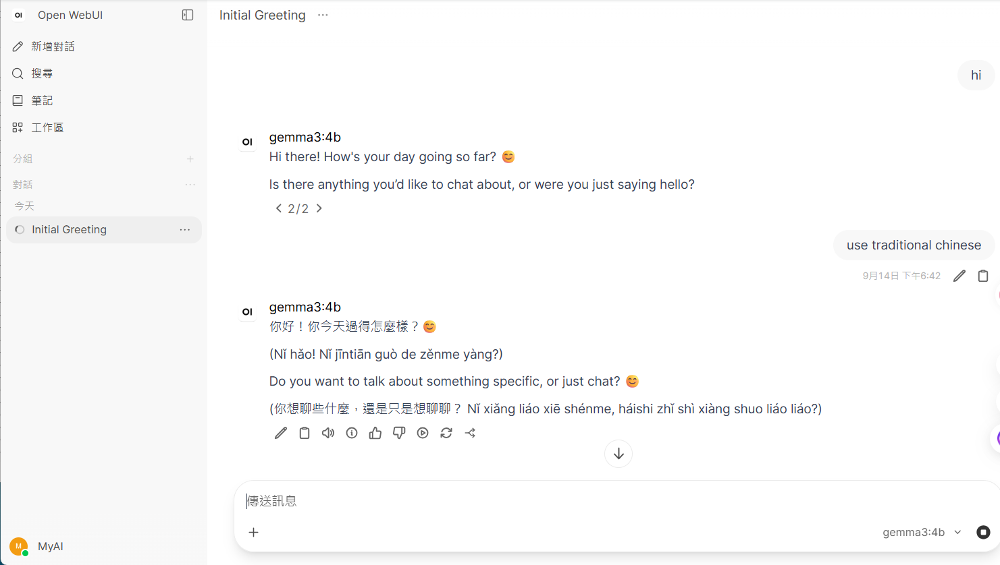 OI Open WebUI
新增對話
搜尋
筆記
工作區
分組
對話
今天
Initial Greeting
M MyAI
Initial Greeting
hi
OI gemma3:4b
Hi there! How's your day going so far? 😊
Is there anything you’d like to chat about, or were you just saying hello?
2/2
use traditional chinese
9月14日 下午6:42
OI gemma3:4b
你好！你今天過得怎麼樣？😊
(Nǐ hǎo! Nǐ jīntiān guò de zěnme yàng?)
Do you want to talk about something specific, or just chat? 😊
(你想聊些什麼，還是只是想聊聊？ Nǐ xiǎng liáo xiē shénme, háishi zhǐ shì xiàng shuo liáo liáo?)
傳送訊息
gemma3:4b